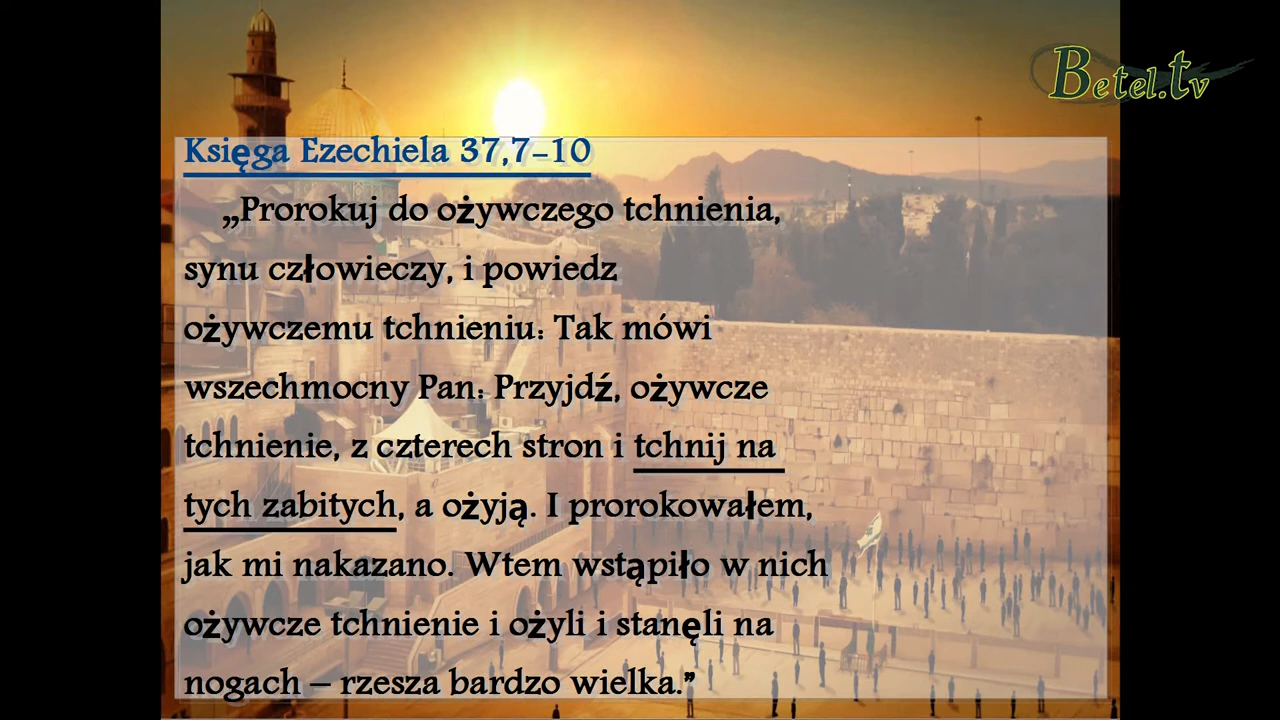 Betel.tv
Księga Ezechiela 37,7-10
„Prorokuj do ożywczego tchnienia,
synu człowieczy, i powiedz
ożywczemu tchnieniu: Tak mówi
wszechmocny Pan: Przyjdź, ożywcze
tchnienie, z czterech stron i tchnij na
tych zabitych, a ożyją. I prorokowałem,
jak mi nakazano. Wtem wstąpiło w nich
ożywcze tchnienie i ożyli i stanęli na
nogach – rzesza bardzo wielka.”